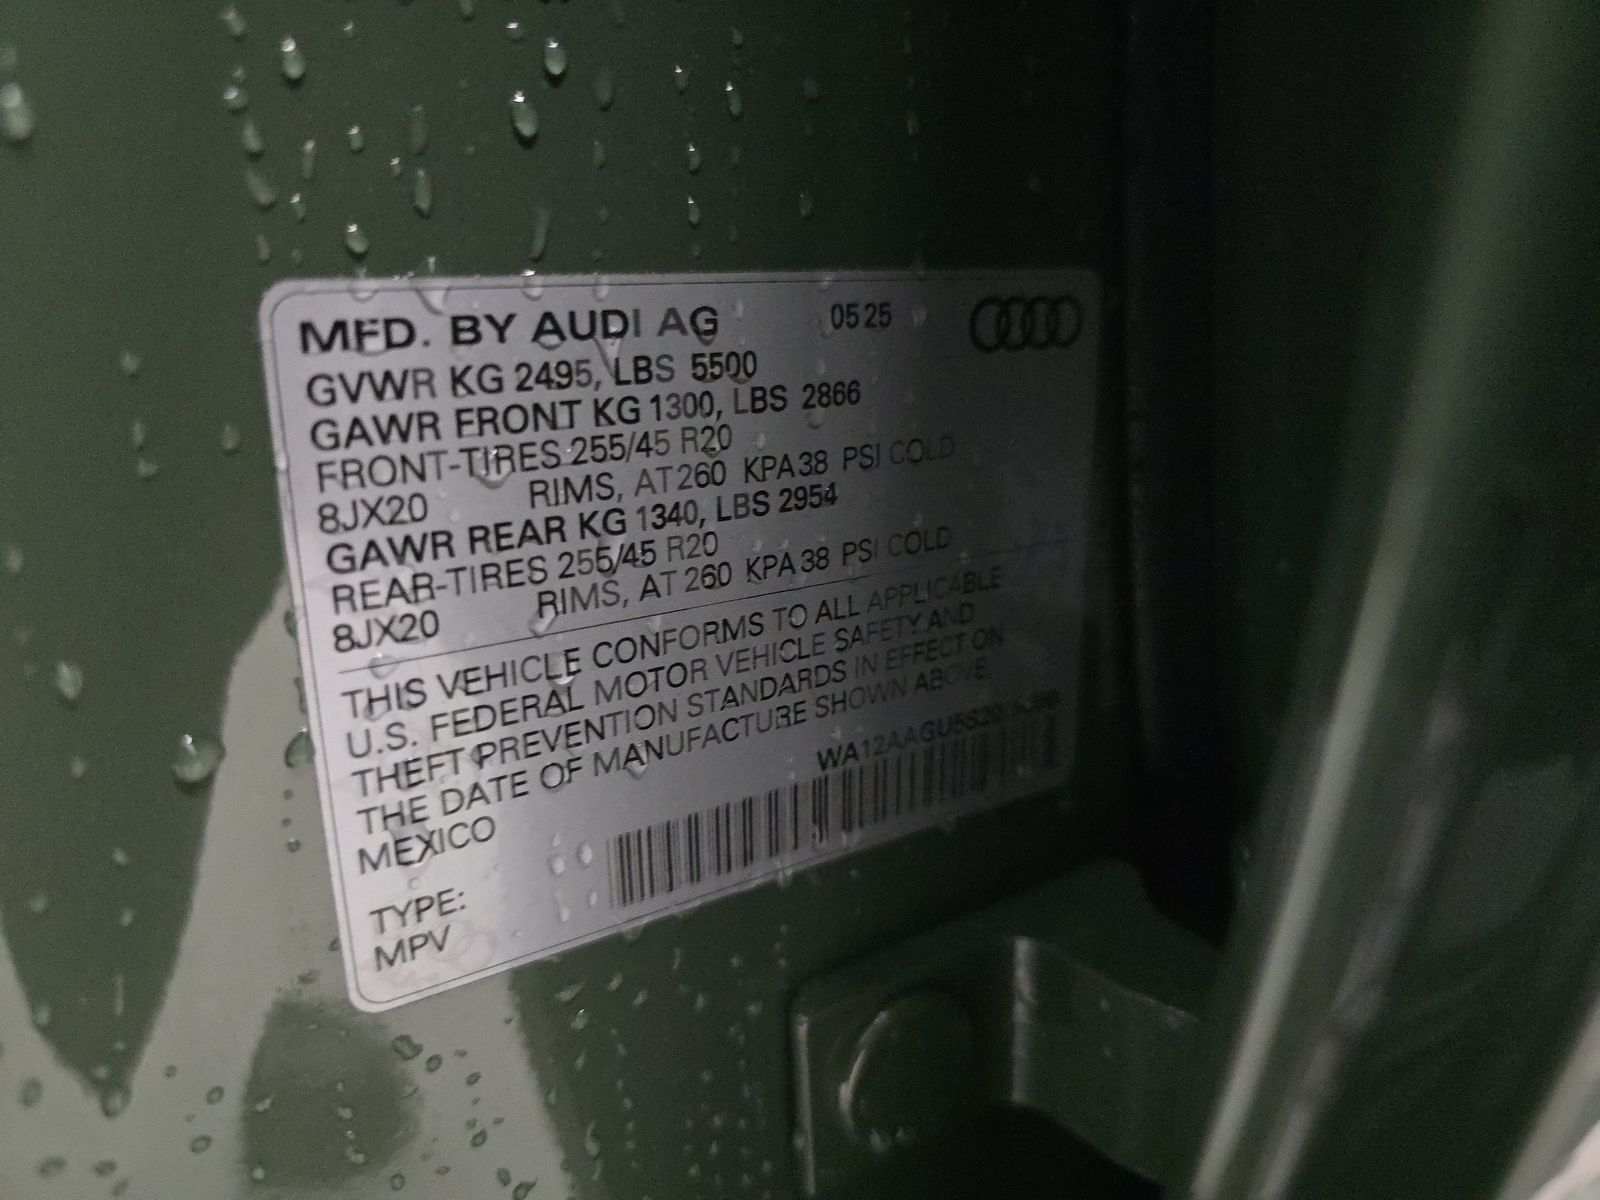 MFD. BY AUDI AG 05 25
GVWR KG 2495, LBS 5500
GAWR FRONT KG 1300, LBS 2866
FRONT-TIRES 255/45 R20
8JX20 RIMS, AT 260 KPA 38 PSI COLD
GAWR REAR KG 1340, LBS 2954
REAR-TIRES 255/45 R20
8JX20 RIMS, AT 260 KPA 38 PSI COLD
THIS VEHICLE CONFORMS TO ALL APPLICABLE
U.S. FEDERAL MOTOR VEHICLE SAFETY AND
THEFT PREVENTION STANDARDS IN EFFECT ON
THE DATE OF MANUFACTURE SHOWN ABOVE.
MEXICO
TYPE:
MPV